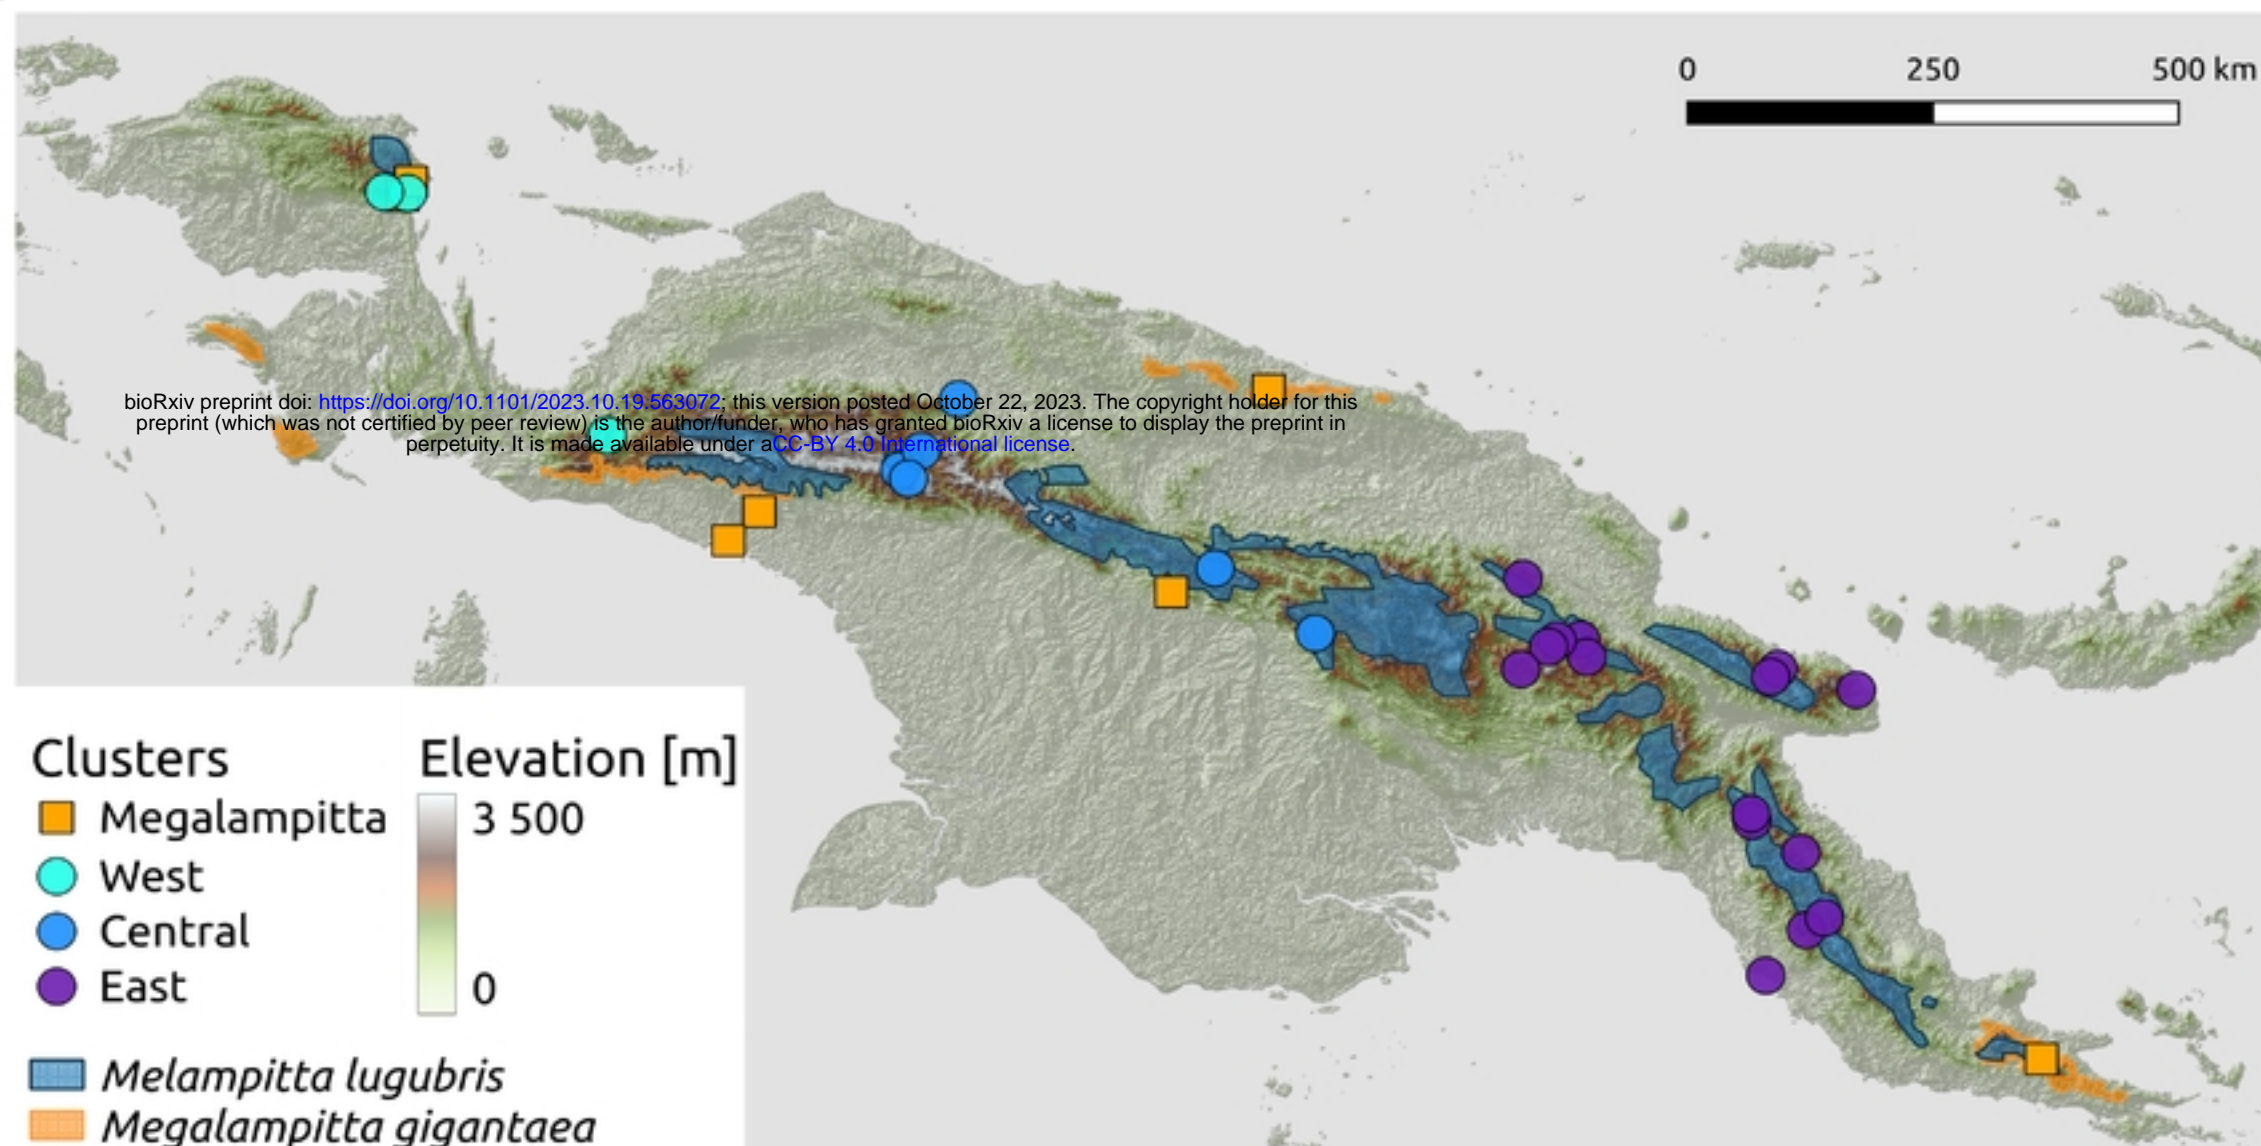 0 250 500 km
bioRxiv preprint doi: https://doi.org/10.1101/2023.10.19.563072; this version posted October 22, 2023. The copyright holder for this
preprint (which was not certified by peer review) is the author/funder, who has granted bioRxiv a license to display the preprint in
perpetuity. It is made available under aCC-BY 4.0 International license.
Clusters
Megalampitta
West
Central
East
Elevation [m]
3 500
0
Melampitta lugubris
Megalampitta gigantaea